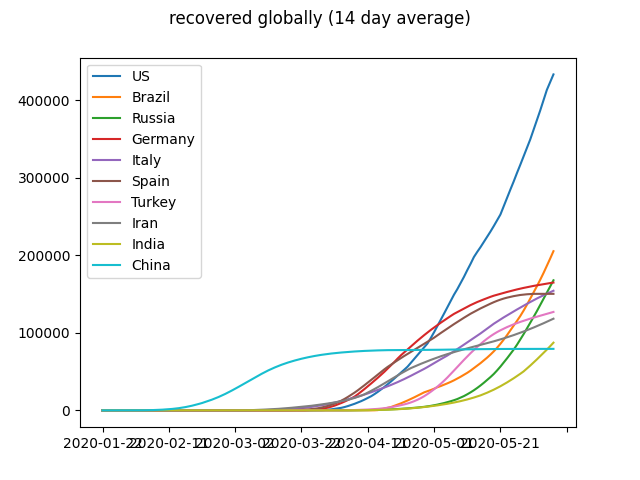 recovered globally (14 day average)
US
Brazil
Russia
Germany
Italy
Spain
Turkey
Iran
India
China
400000
300000
200000
100000
0
2020-01-22 2020-02-11 2020-03-02 2020-03-22 2020-04-11 2020-05-01 2020-05-21